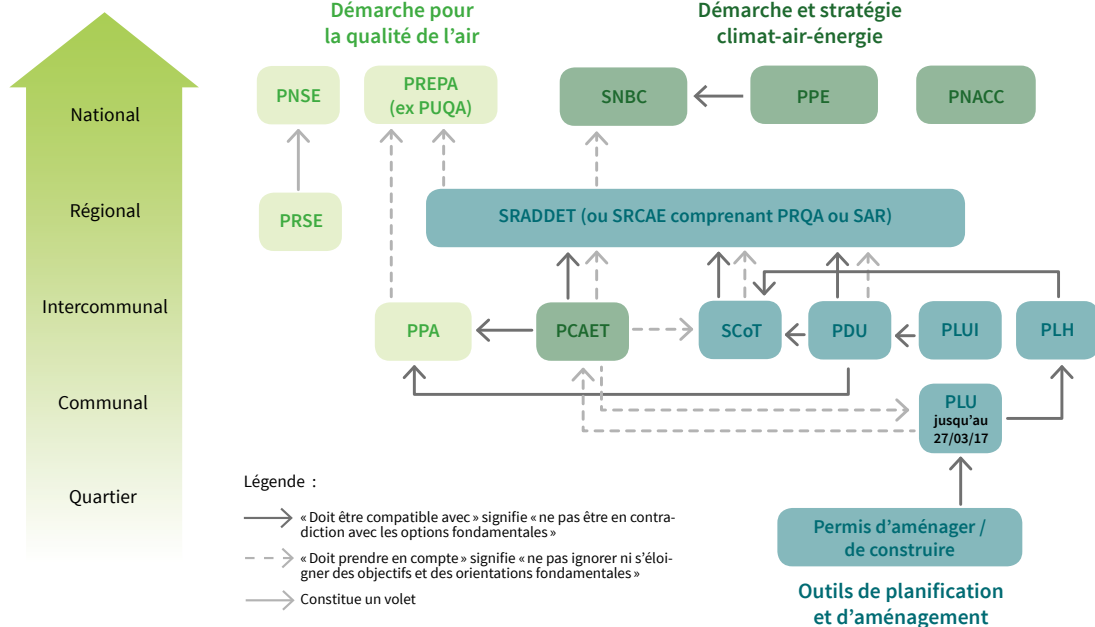 Démarche pour
la qualité de l'air
Démarche et stratégie
climat-air-énergie
National
PNSE
PREPA
(ex PUQA)
SNBC
PPE
PNACC
Régional
PRSE
SRADDET (ou SRCAE comprenant PRQA ou SAR)
Intercommunal
PPA
PCAET
SCoT
PDU
PLUI
PLH
Communal
PLU
jusqu'au
27/03/17
Quartier
Permis d'aménager /
de construire
Outils de planification
et d'aménagement
Légende :
« Doit être compatible avec » signifie « ne pas être en contra-
diction avec les options fondamentales »
« Doit prendre en compte » signifie « ne pas ignorer ni s'éloi-
gner des objectifs et des orientations fondamentales »
Constitue un volet